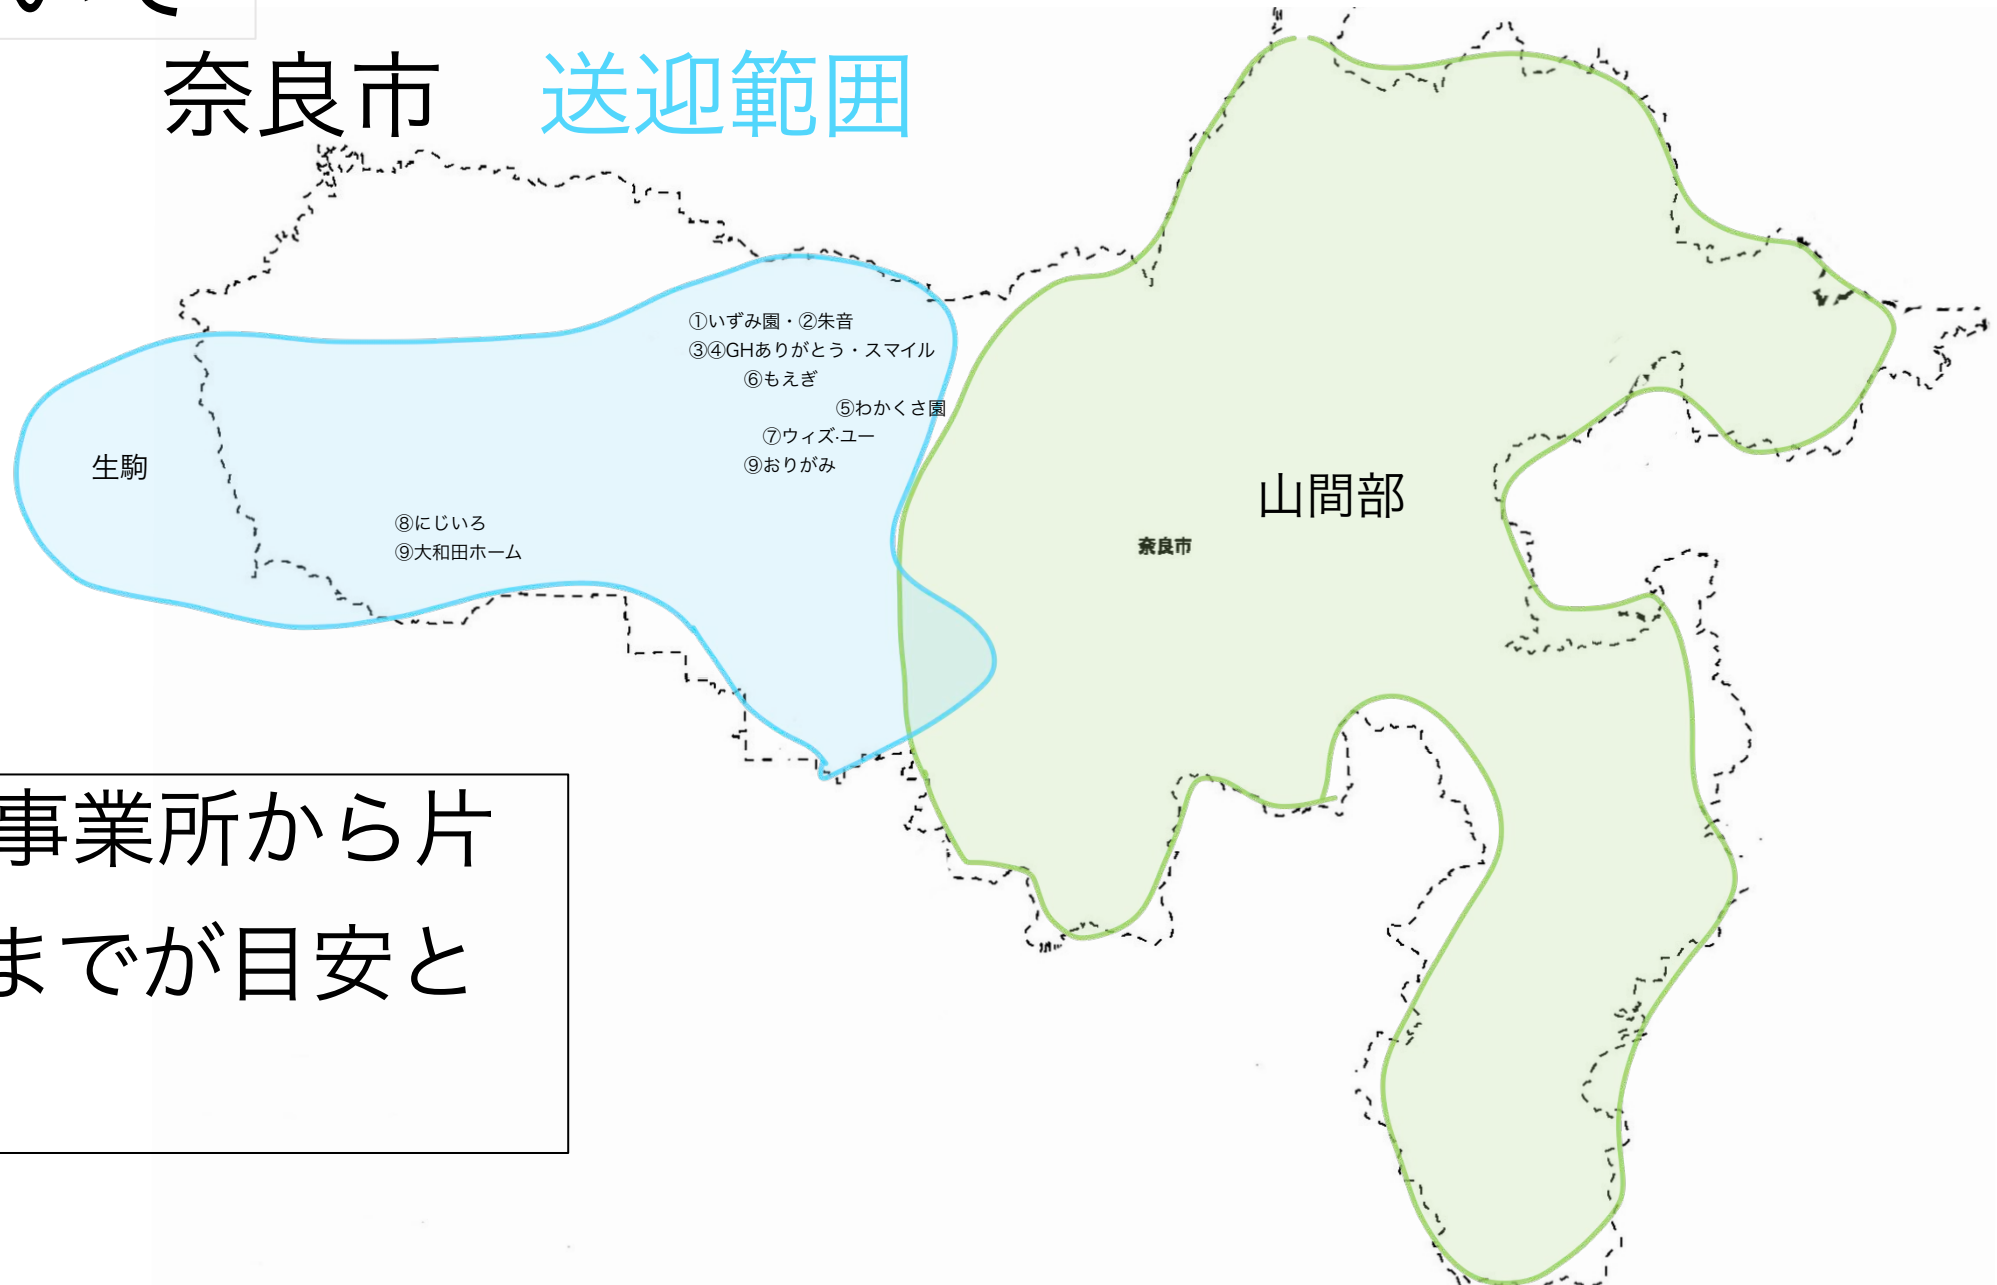 いて
奈良市 送迎範囲
①いずみ園・②朱音
③④GHありがとう・スマイル
⑥もえぎ
⑤わかくさ園
⑦ウィズ·ユー
⑨おりがみ
生駒
⑧にじいろ
⑨大和田ホーム
山間部
奈良市
事業所から片
までが目安と